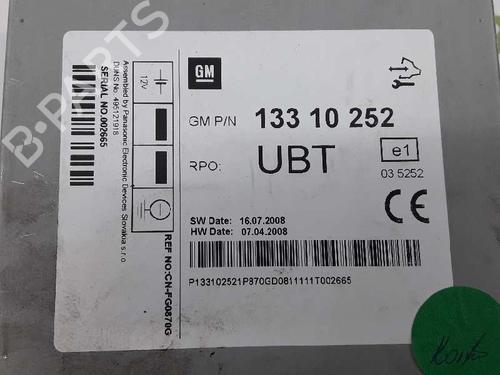 GM
GM P/N 133 10 252
RPO: UBT
e1
03 5252
SW Date: 16.07.2008
HW Date: 07.04.2008
CE
P133102521P870GD0811111T002665
12V
Assembled by Panasonic Electronic
Devices Slovakia s.r.o
DUNS No: 495121918
SERIAL NO.002665
REF NO:CN-FG0870G
B-PARTS